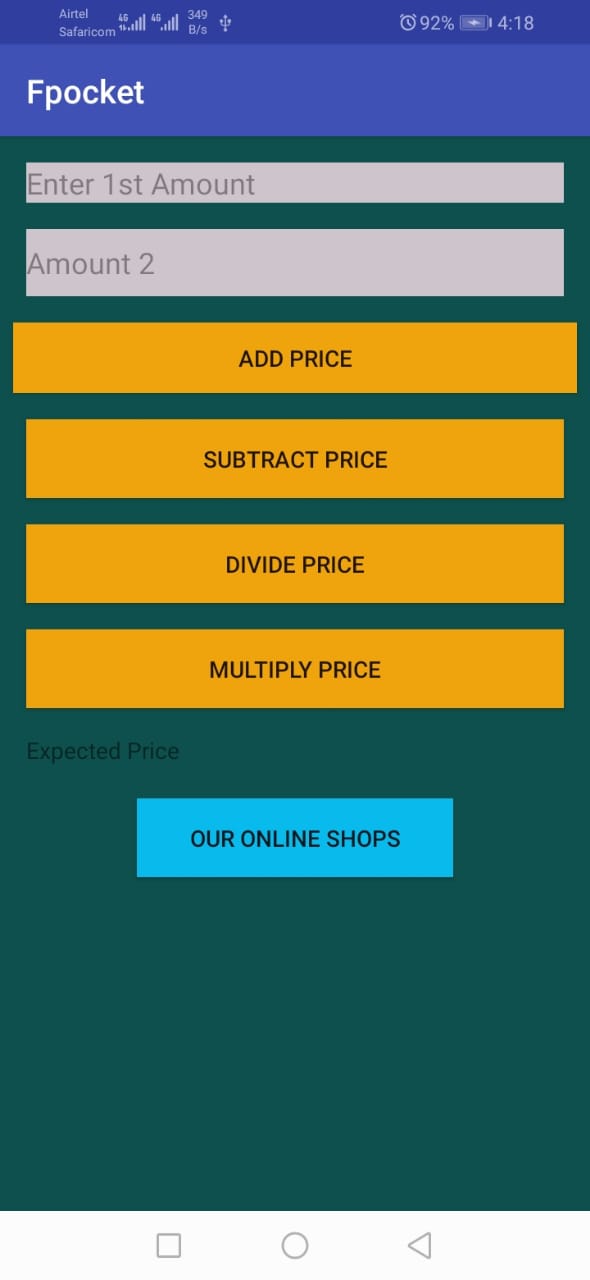 Airtel
Safaricom
4G 4G
349
B/s
92% 4:18
Fpocket
Enter 1st Amount
Amount 2
ADD PRICE
SUBTRACT PRICE
DIVIDE PRICE
MULTIPLY PRICE
Expected Price
OUR ONLINE SHOPS